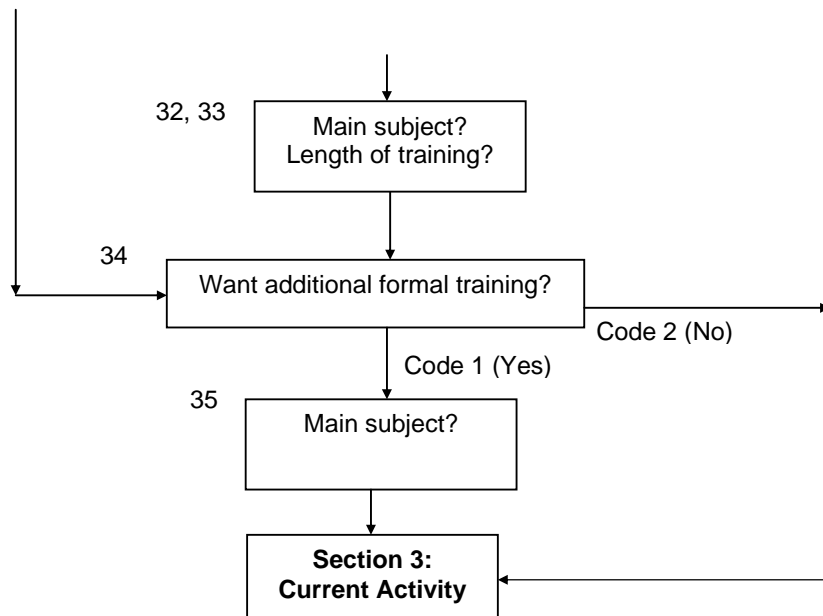 32, 33
Main subject?
Length of training?
34
Want additional formal training?
Code 2 (No)
Code 1 (Yes)
35
Main subject?
Section 3:
Current Activity